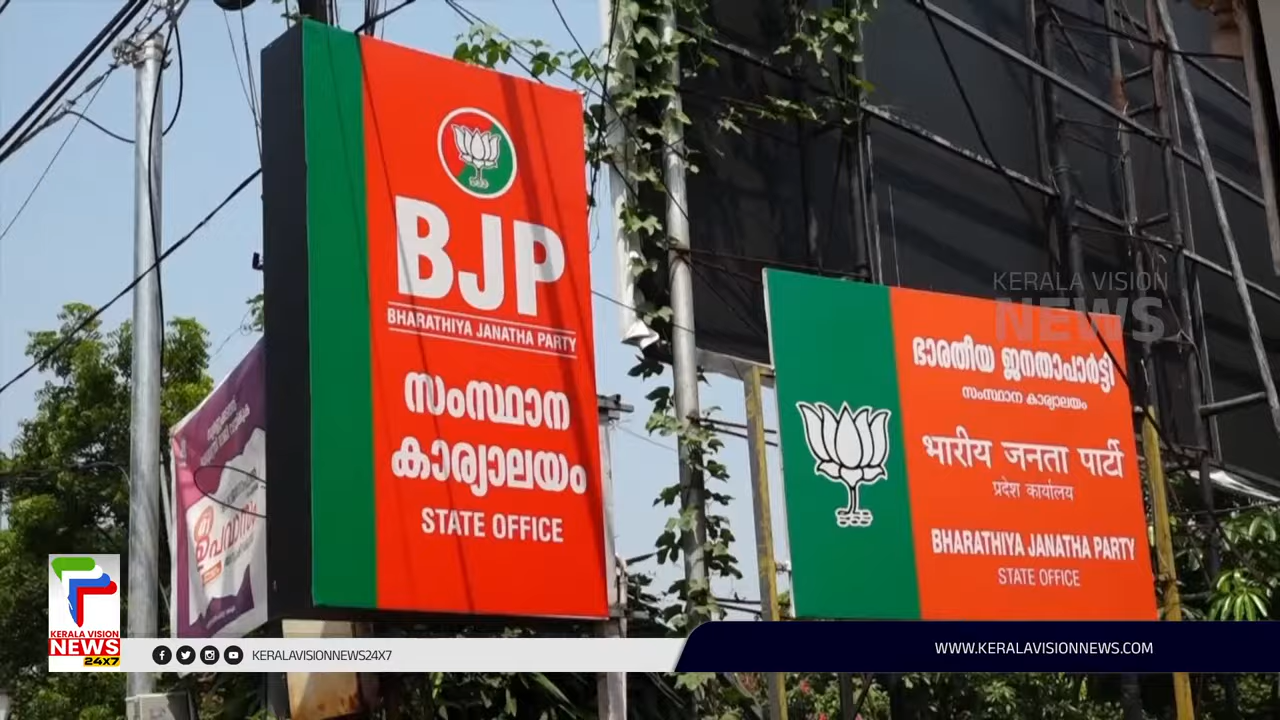 BJP
BHARATHIYA JANATHA PARTY
സംസ്ഥാന
കാര്യാലയം
STATE OFFICE
KERALA VISION
NEWS
ഭാരതീയ ജനതാപാർട്ടി
സംസ്ഥാന കാര്യാലയം
भारीय जनता पार्टी
प्रदेश कार्यालय
BHARATHIYA JANATHA PARTY
STATE OFFICE
KERALA VISION
NEWS
24X7
KERALAVISIONNEWS24X7
WWW.KERALAVISIONNEWS.COM